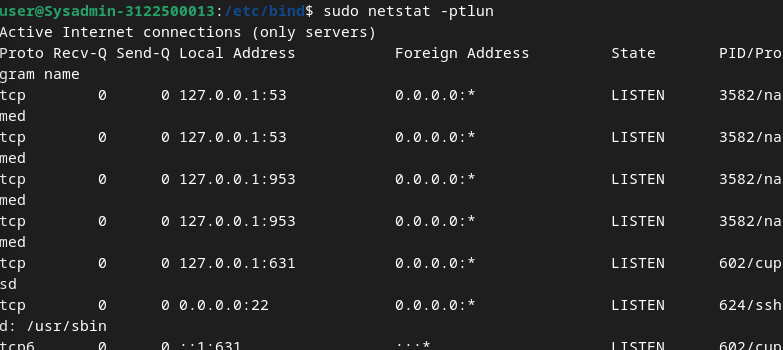 user@Sysadmin-3122500013:/etc/bind$ sudo netstat -ptlun
Active Internet connections (only servers)
Proto Recv-Q Send-Q Local Address           Foreign Address         State       PID/Pro
gram name
tcp        0      0 127.0.0.1:53            0.0.0.0:*               LISTEN      3582/na
med
tcp        0      0 127.0.0.1:53            0.0.0.0:*               LISTEN      3582/na
med
tcp        0      0 127.0.0.1:953           0.0.0.0:*               LISTEN      3582/na
med
tcp        0      0 127.0.0.1:953           0.0.0.0:*               LISTEN      3582/na
med
tcp        0      0 127.0.0.1:631           0.0.0.0:*               LISTEN      602/cup
sd
tcp        0      0 0.0.0.0:22              0.0.0.0:*               LISTEN      624/ssh
d: /usr/sbin
tcp6       0      0 ::1:631                 :::*                    LISTEN      602/cup